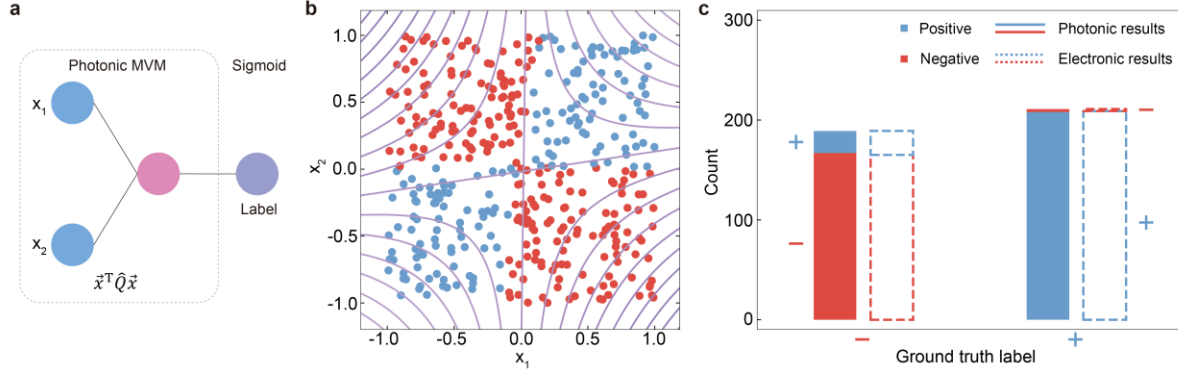 a
Photonic MVM
Sigmoid
x₁
x₂
Label
x⃗ᵀQ̂x⃗
b
1.0
0.5
0.0
-0.5
-1.0
x₂
-1.0 -0.5 0.0 0.5 1.0
x₁
c
300
200
100
0
Count
Positive
Photonic results
Negative
Electronic results
+
−
−
+
− +
Ground truth label